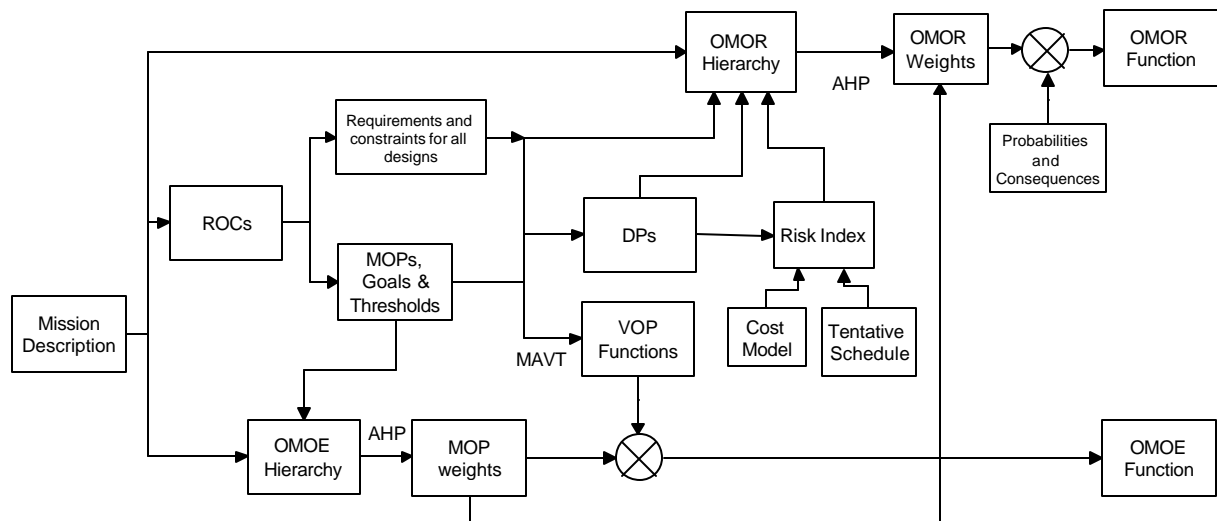 OMOR
Hierarchy
AHP
OMOR
Weights
OMOR
Function
Requirements and
constraints for all
designs
Probabilities
and
Consequences
ROCs
DPs
Risk Index
MOPs,
Goals &
Thresholds
Mission
Description
MAVT
VOP
Functions
Cost
Model
Tentative
Schedule
OMOE
Hierarchy
AHP
MOP
weights
OMOE
Function